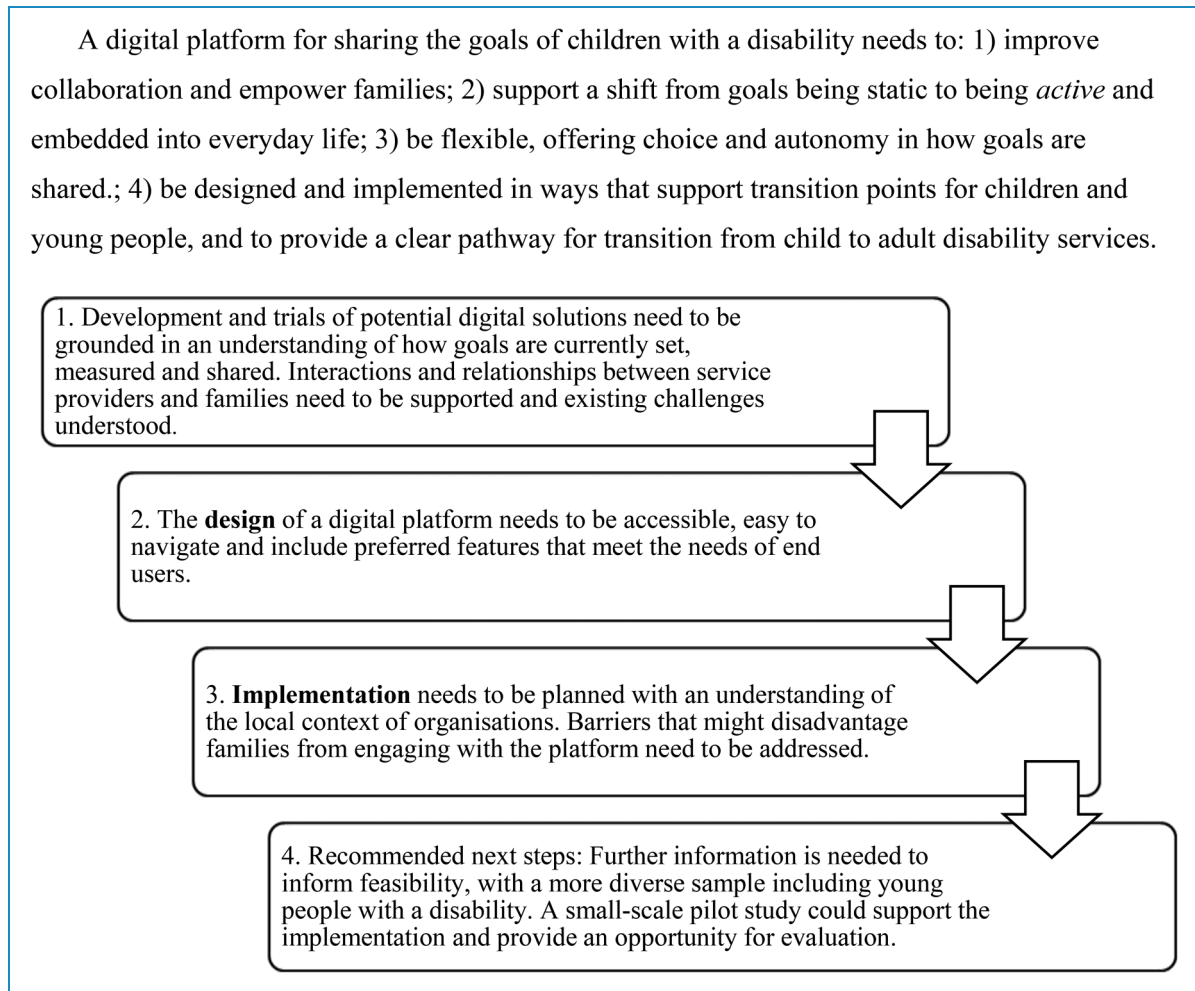 A digital platform for sharing the goals of children with a disability needs to: 1) improve
collaboration and empower families; 2) support a shift from goals being static to being active and
embedded into everyday life; 3) be flexible, offering choice and autonomy in how goals are
shared.; 4) be designed and implemented in ways that support transition points for children and
young people, and to provide a clear pathway for transition from child to adult disability services.
1. Development and trials of potential digital solutions need to be
grounded in an understanding of how goals are currently set,
measured and shared. Interactions and relationships between service
providers and families need to be supported and existing challenges
understood.
2. The design of a digital platform needs to be accessible, easy to
navigate and include preferred features that meet the needs of end
users.
3. Implementation needs to be planned with an understanding of
the local context of organisations. Barriers that might disadvantage
families from engaging with the platform need to be addressed.
4. Recommended next steps: Further information is needed to
inform feasibility, with a more diverse sample including young
people with a disability. A small-scale pilot study could support the
implementation and provide an opportunity for evaluation.